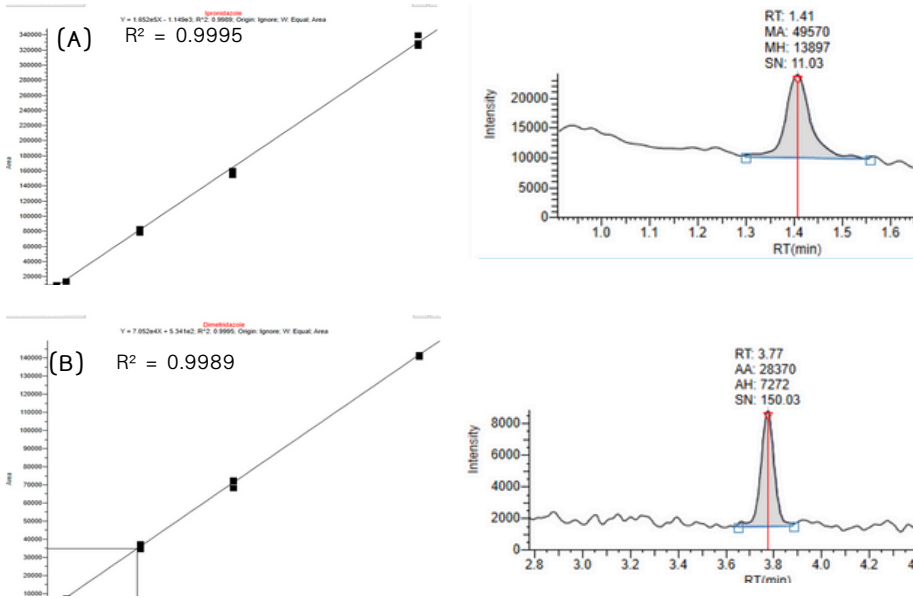 Ipronidazole
Y = 1.652e5X - 1.149e3; R^2: 0.9989; Origin: Ignore; W: Equal; Area
(A) R² = 0.9995
340000
320000
300000
280000
260000
240000
220000
200000
180000
160000
140000
120000
100000
80000
60000
40000
20000
Area
RT: 1.41
MA: 49570
MH: 13897
SN: 11.03
Intensity
20000
15000
10000
5000
0
1.0 1.1 1.2 1.3 1.4 1.5 1.6
RT(min)
Dimetridazole
Y = 7.052e4X + 5.341e2; R^2: 0.9995; Origin: Ignore; W: Equal; Area
(B) R² = 0.9989
140000
130000
120000
110000
100000
90000
80000
70000
60000
50000
40000
30000
20000
10000
Area
RT: 3.77
AA: 28370
AH: 7272
SN: 150.03
Intensity
8000
6000
4000
2000
0
2.8 3.0 3.2 3.4 3.6 3.8 4.0 4.2 4.4
RT(min)